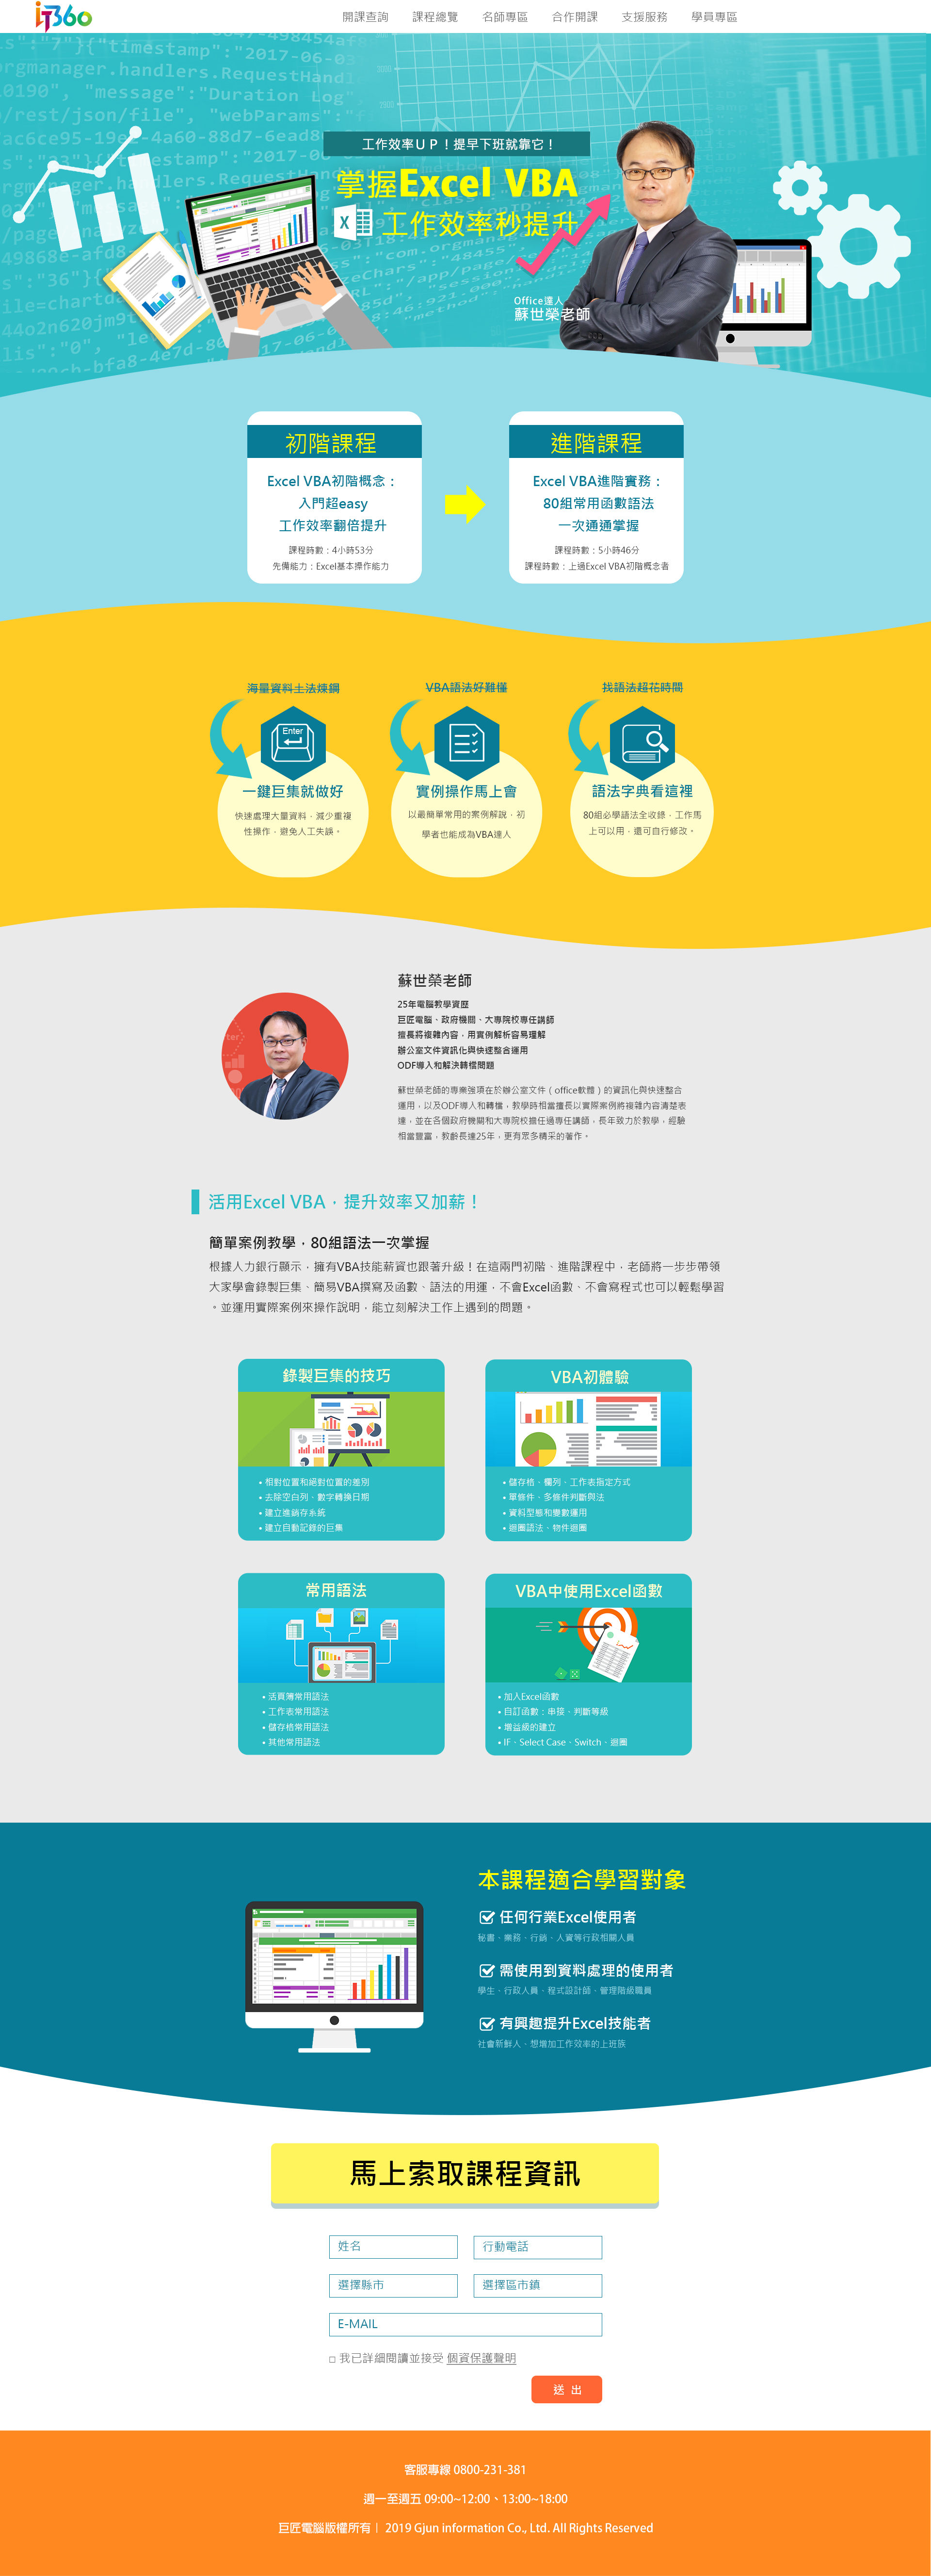 iT360
開課查詢 課程總覽 名師專區 合作開課 支援服務 學員專區
工作效率UP！提早下班就靠它！
掌握Excel VBA
工作效率秒提升
Office達人
蘇世榮老師
初階課程
Excel VBA初階概念：
入門超easy
工作效率翻倍提升
課程時數：4小時53分
先備能力：Excel基本操作能力
進階課程
Excel VBA進階實務：
80組常用函數語法
一次通通掌握
課程時數：5小時46分
課程時數：上過Excel VBA初階概念者
海量資料土法煉鋼
Enter
一鍵巨集就做好
快速處理大量資料，減少重複
性操作，避免人工失誤。
VBA語法好難懂
實例操作馬上會
以最簡單常用的案例解說，初
學者也能成為VBA達人
找語法超花時間
語法字典看這裡
80組必學語法全收錄，工作馬
上可以用，還可自行修改。
蘇世榮老師
25年電腦教學資歷
巨匠電腦、政府機關、大專院校專任講師
擅長將複雜內容，用實例解析容易理解
辦公室文件資訊化與快速整合運用
ODF導入和解決轉檔問題
蘇世榮老師的專業強項在於辦公室文件（office軟體）的資訊化與快速整合
運用，以及ODF導入和轉檔，教學時相當擅長以實際案例將複雜內容清楚表
達，並在各個政府機關和大專院校擔任過專任講師，長年致力於教學，經驗
相當豐富，教齡長達25年，更有眾多精采的著作。
活用Excel VBA，提升效率又加薪！
簡單案例教學，80組語法一次掌握
根據人力銀行顯示，擁有VBA技能薪資也跟著升級！在這兩門初階、進階課程中，老師將一步步帶領
大家學會錄製巨集、簡易VBA撰寫及函數、語法的用運，不會Excel函數、不會寫程式也可以輕鬆學習
。並運用實際案例來操作說明，能立刻解決工作上遇到的問題。
錄製巨集的技巧
• 相對位置和絕對位置的差別
• 去除空白列、數字轉換日期
• 建立進銷存系統
• 建立自動記錄的巨集
VBA初體驗
• 儲存格、欄列、工作表指定方式
• 單條件、多條件判斷與法
• 資料型態和變數運用
• 迴圈語法、物件迴圈
常用語法
• 活頁簿常用語法
• 工作表常用語法
• 儲存格常用語法
• 其他常用語法
VBA中使用Excel函數
• 加入Excel函數
• 自訂函數：串接、判斷等級
• 增益級的建立
• IF、Select Case、Switch、迴圈
本課程適合學習對象
任何行業Excel使用者
秘書、業務、行銷、人資等行政相關人員
需使用到資料處理的使用者
學生、行政人員、程式設計師、管理階級職員
有興趣提升Excel技能者
社會新鮮人、想增加工作效率的上班族
馬上索取課程資訊
姓名 行動電話
選擇縣市 選擇區市鎮
E-MAIL
□ 我已詳細閱讀並接受 個資保護聲明
送 出
客服專線 0800-231-381
週一至週五 09:00~12:00、13:00~18:00
巨匠電腦版權所有｜ 2019 Gjun information Co., Ltd. All Rights Reserved